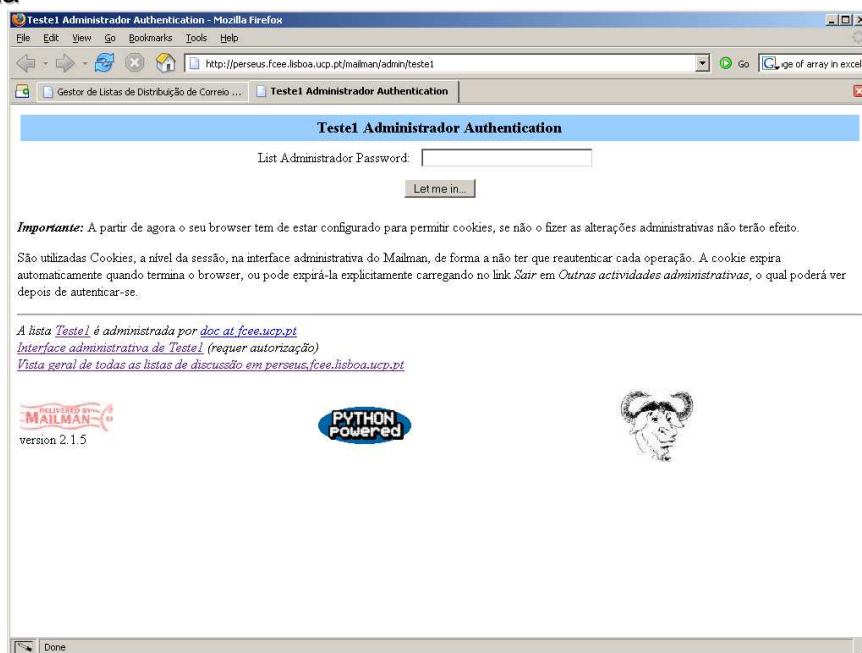 Teste1 Administrador Authentication - Mozilla Firefox
File Edit View Go Bookmarks Tools Help
http://perseus.fcee.lisboa.ucp.pt/mailman/admin/teste1 Go ige of array in excel
Gestor de Listas de Distribuição de Correio ... Teste1 Administrador Authentication
Teste1 Administrador Authentication
List Administrador Password:
Let me in...
Importante: A partir de agora o seu browser tem de estar configurado para permitir cookies, se não o fizer as alterações administrativas não terão efeito.
São utilizadas Cookies, a nível da sessão, na interface administrativa do Mailman, de forma a não ter que reautenticar cada operação. A cookie expira
automaticamente quando termina o browser, ou pode expirá-la explicitamente carregando no link Sair em Outras actividades administrativas, o qual poderá ver
depois de autenticar-se.
A lista Teste1 é administrada por doc at fcee.ucp.pt
Interface administrativa de Teste1 (requer autorização)
Vista geral de todas as listas de discussão em perseus.fcee.lisboa.ucp.pt
DELIVERED BY
MAILMAN
PYTHON
Powered
version 2.1.5
Done